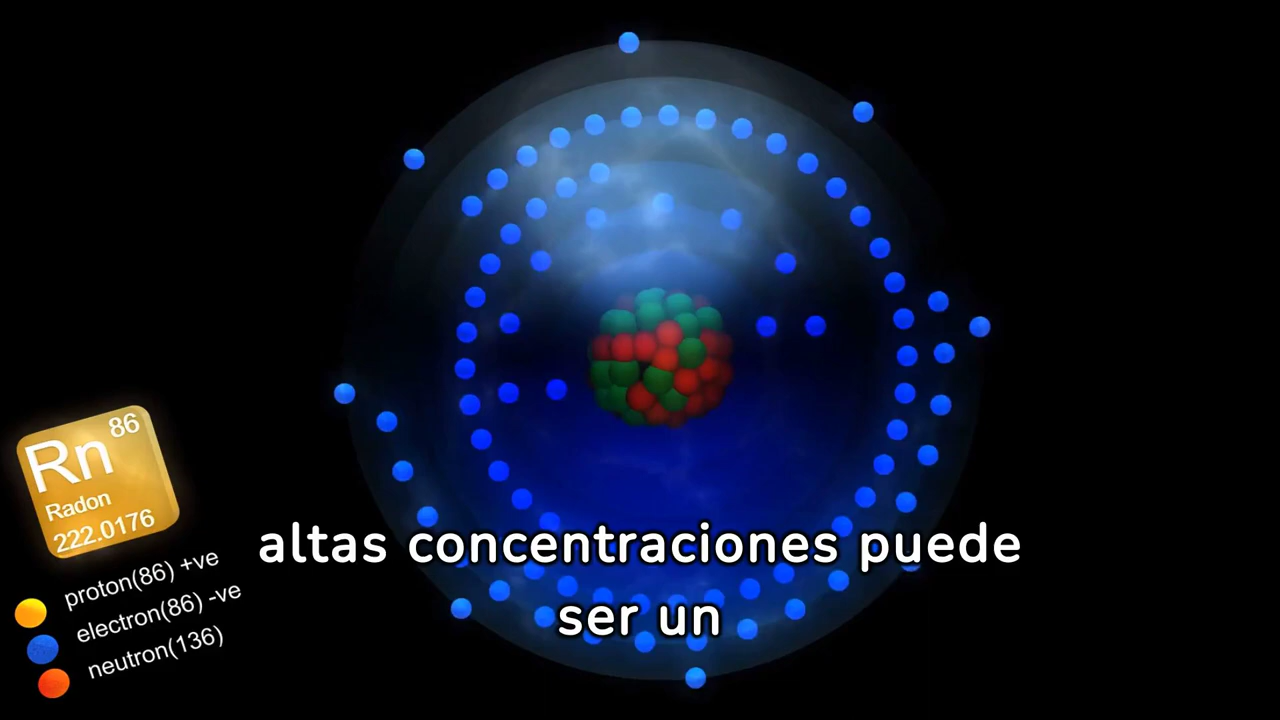 86
Rn
Radon
222.0176
proton(86) +ve
electron(86) -ve
neutron(136)
altas concentraciones puede
ser un